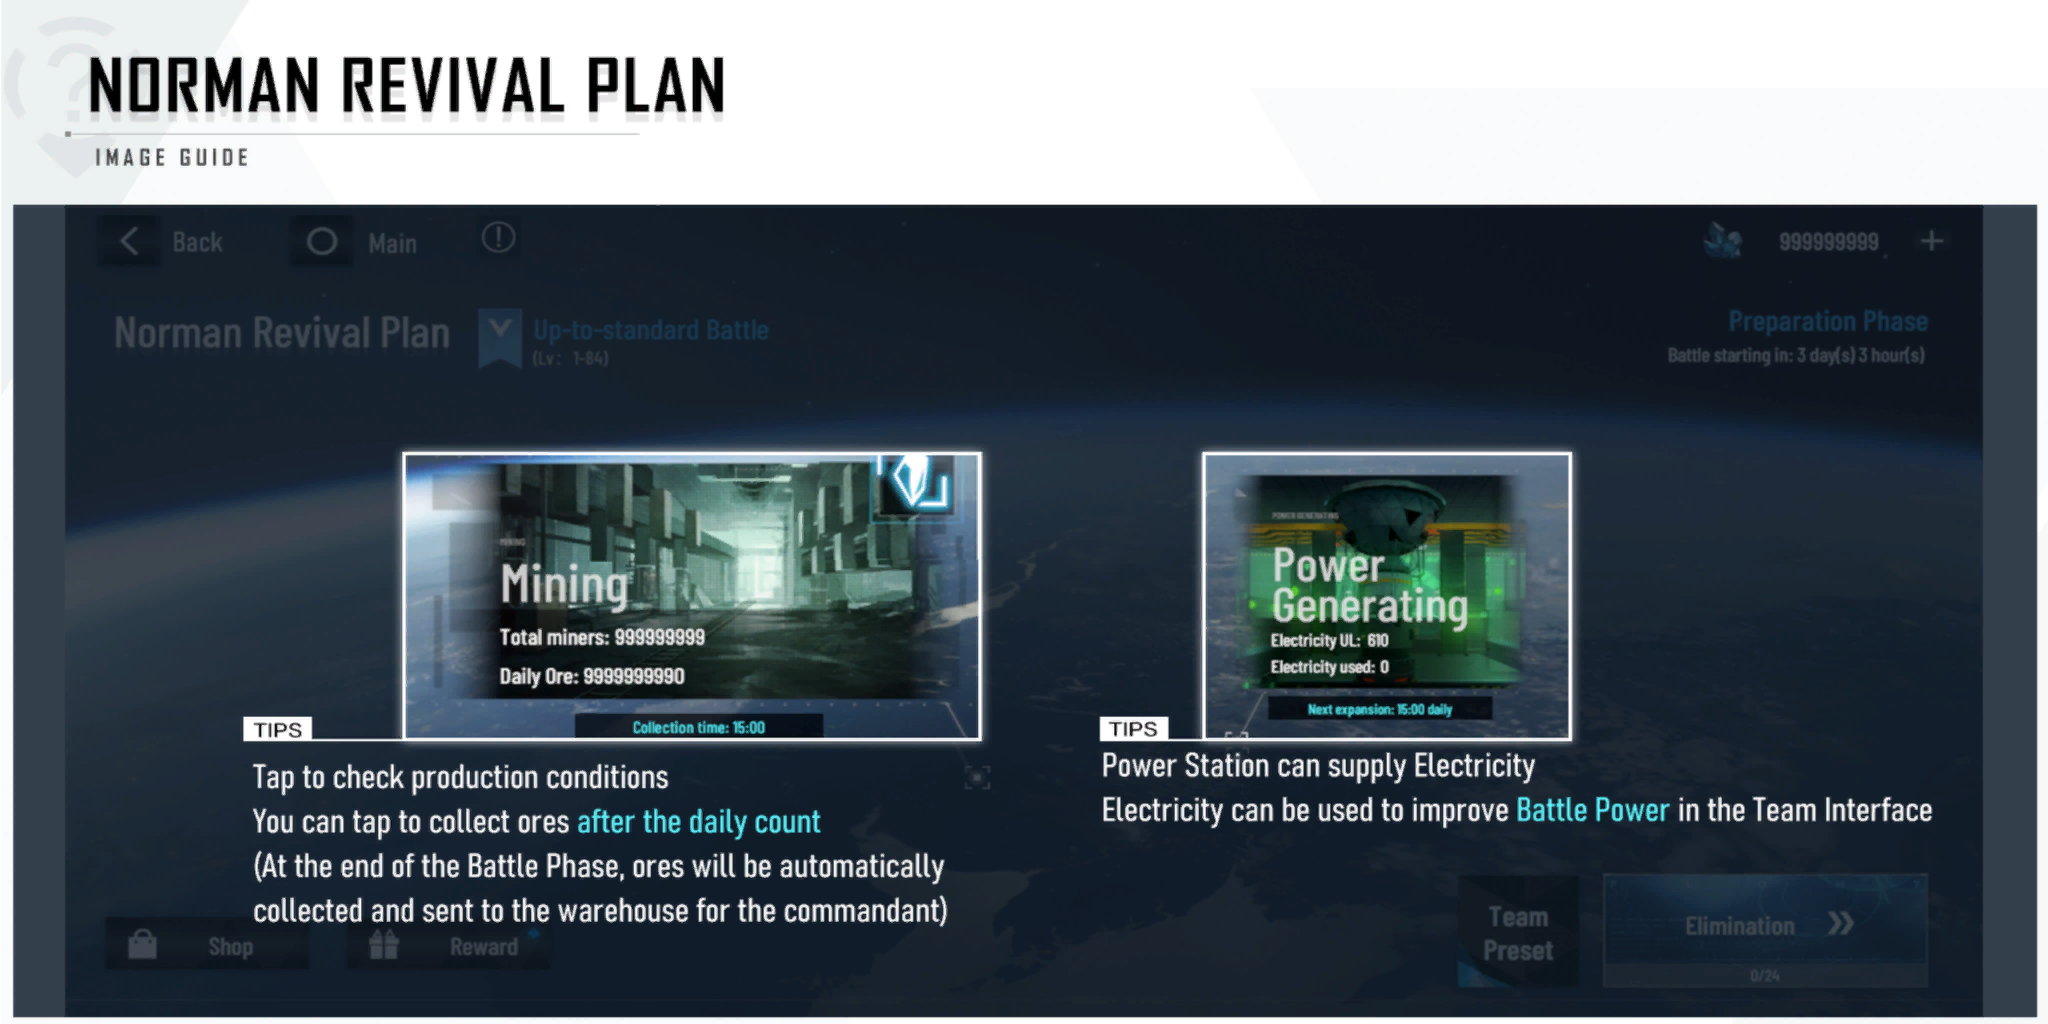 NORMAN REVIVAL PLAN
IMAGE GUIDE
Back
Main
999999999
Norman Revival Plan
Up-to-standard Battle
(Lv: 1-84)
Preparation Phase
Battle starting in: 3 day(s) 3 hour(s)
MINING
Mining
Total miners: 999999999
Daily Ore: 9999999990
Collection time: 15:00
TIPS
Tap to check production conditions
You can tap to collect ores after the daily count
(At the end of the Battle Phase, ores will be automatically
collected and sent to the warehouse for the commandant)
POWER GENERATING
Power
Generating
Electricity UL: 610
Electricity used: 0
Next expansion: 15:00 daily
TIPS
Power Station can supply Electricity
Electricity can be used to improve Battle Power in the Team Interface
Shop
Reward
Team
Preset
Elimination
0/24